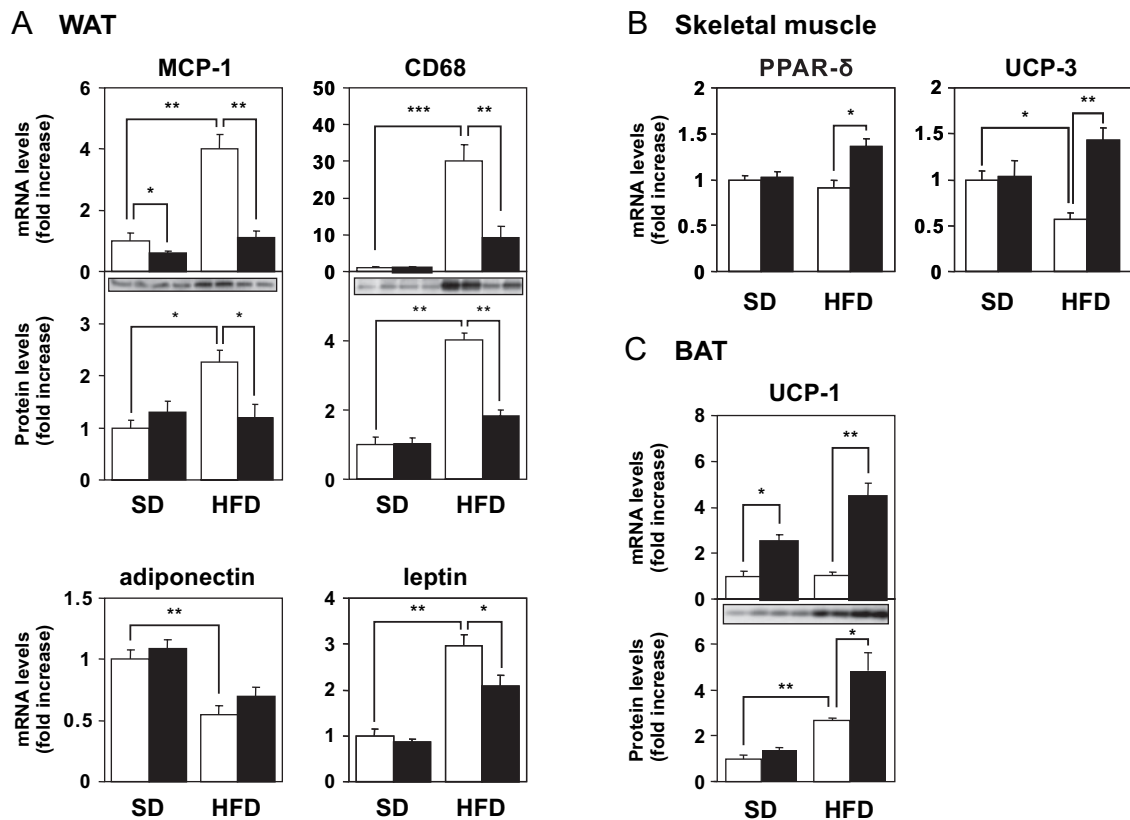 A WAT
MCP-1
6
4
2
0
mRNA levels
(fold increase)
**
**
*
3
2
1
0
Protein levels
(fold increase)
*
*
SD HFD
CD68
50
40
30
20
10
0
***
**
4
2
0
**
**
SD HFD
adiponectin
1.5
1
0.5
0
mRNA levels
(fold increase)
**
SD HFD
leptin
4
3
2
1
0
**
*
SD HFD
B Skeletal muscle
PPAR-δ
2
1.5
1
0.5
0
mRNA levels
(fold increase)
*
SD HFD
UCP-3
2
1.5
1
0.5
0
*
**
SD HFD
C BAT
UCP-1
8
6
4
2
0
mRNA levels
(fold increase)
*
**
6
4
2
0
Protein levels
(fold increase)
**
*
SD HFD